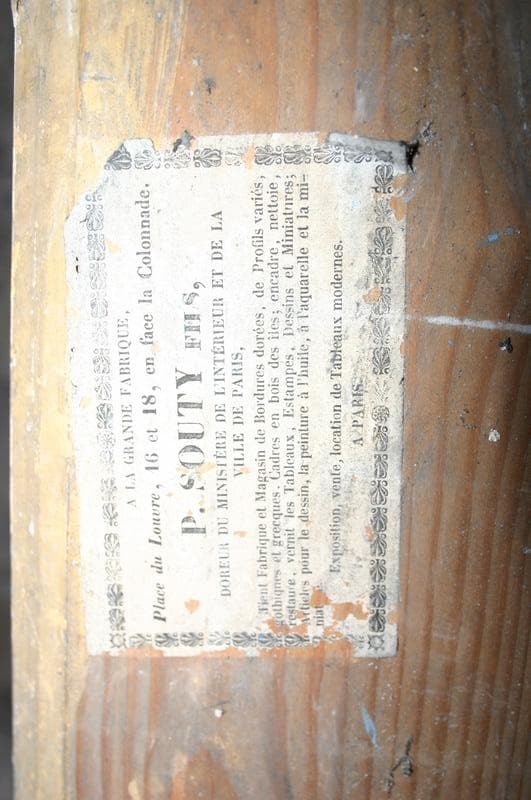 A LA GRANDE FABRIQUE,
Place du Louvre, 16 et 18, en face la Colonnade.
P. SOUTY FILS,
DOREUR DU MINISTÈRE DE L'INTÉRIEUR ET DE LA
VILLE DE PARIS,
Tient Fabrique et Magasin de Bordures dorées, de Profils variés,
gothiques et grecques. Cadres en bois des îles; encadre, nettoie,
restaure, vernit les Tableaux, Estampes, Dessins et Miniatures;
Articles pour le dessin, la peinture à l'huile, à l'aquarelle et la mi-
Exposition, vente, location de Tableaux modernes.
A PARIS.